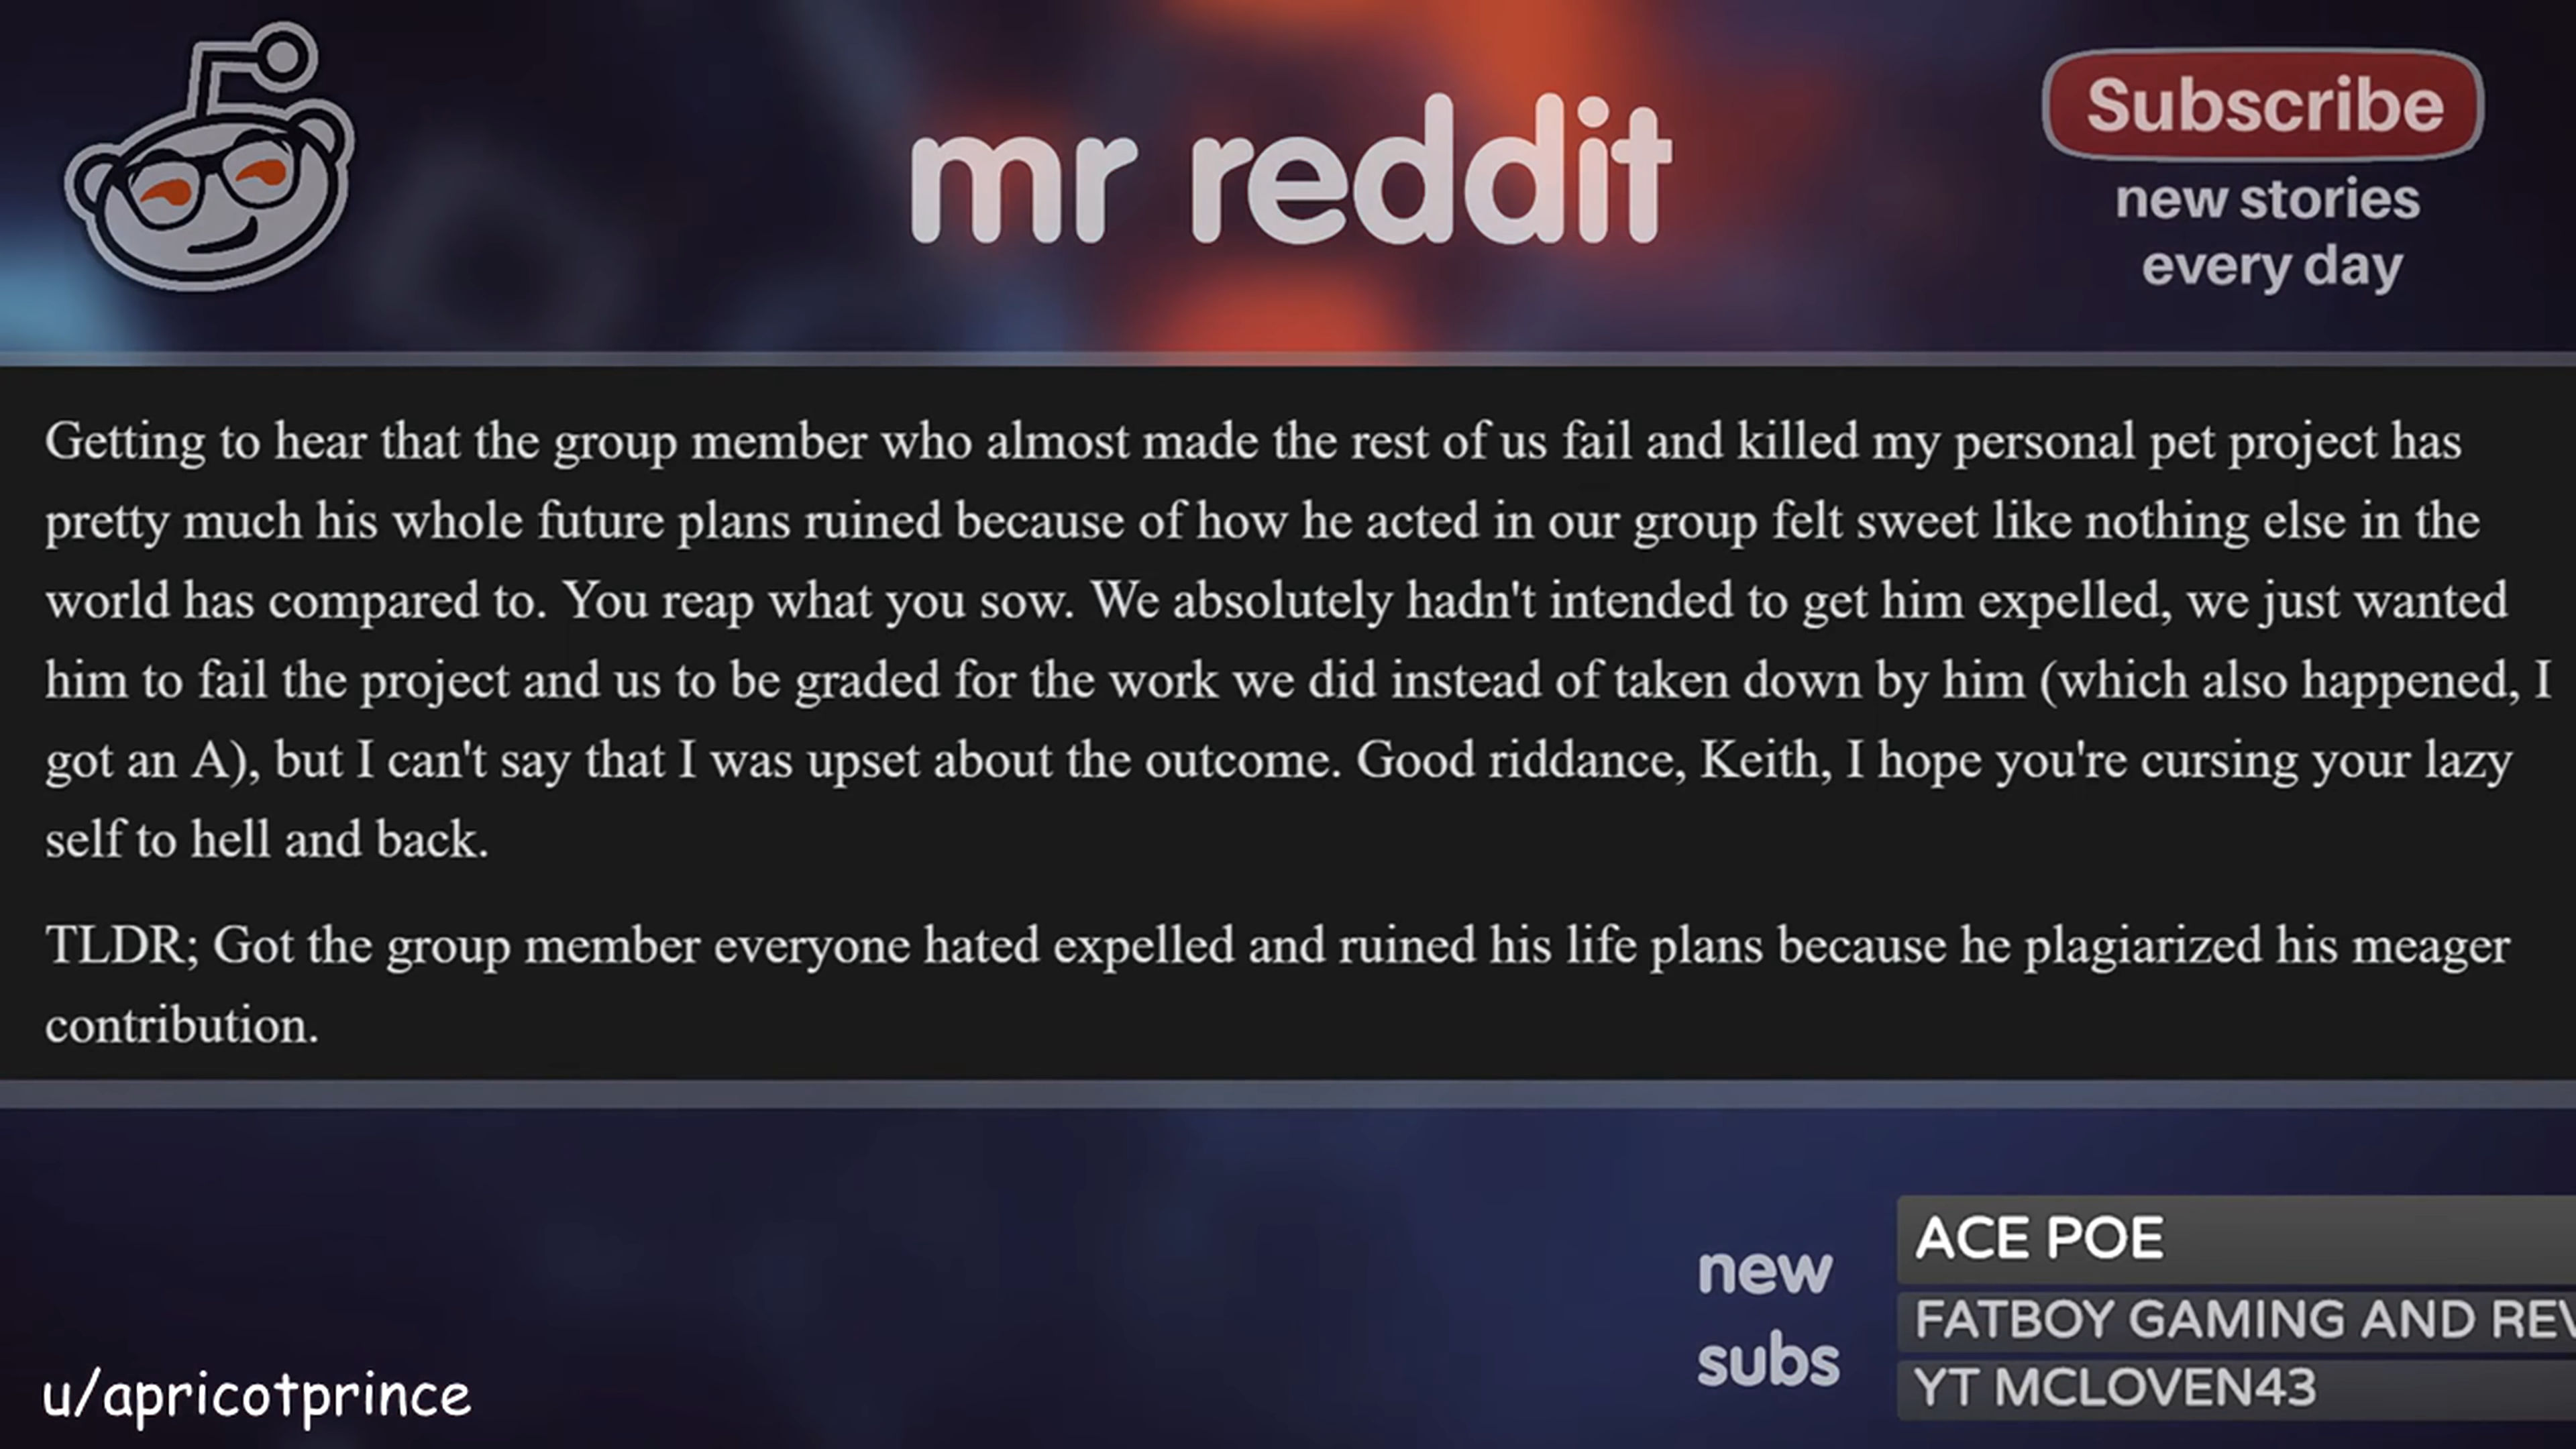 mr reddit
Subscribe
new stories
every day
Getting to hear that the group member who almost made the rest of us fail and killed my personal pet project has
pretty much his whole future plans ruined because of how he acted in our group felt sweet like nothing else in the
world has compared to. You reap what you sow. We absolutely hadn't intended to get him expelled, we just wanted
him to fail the project and us to be graded for the work we did instead of taken down by him (which also happened, I
got an A), but I can't say that I was upset about the outcome. Good riddance, Keith, I hope you're cursing your lazy
self to hell and back.
TLDR; Got the group member everyone hated expelled and ruined his life plans because he plagiarized his meager
contribution.
new
subs
ACE POE
FATBOY GAMING AND REV
YT MCLOVEN43
u/apricotprince